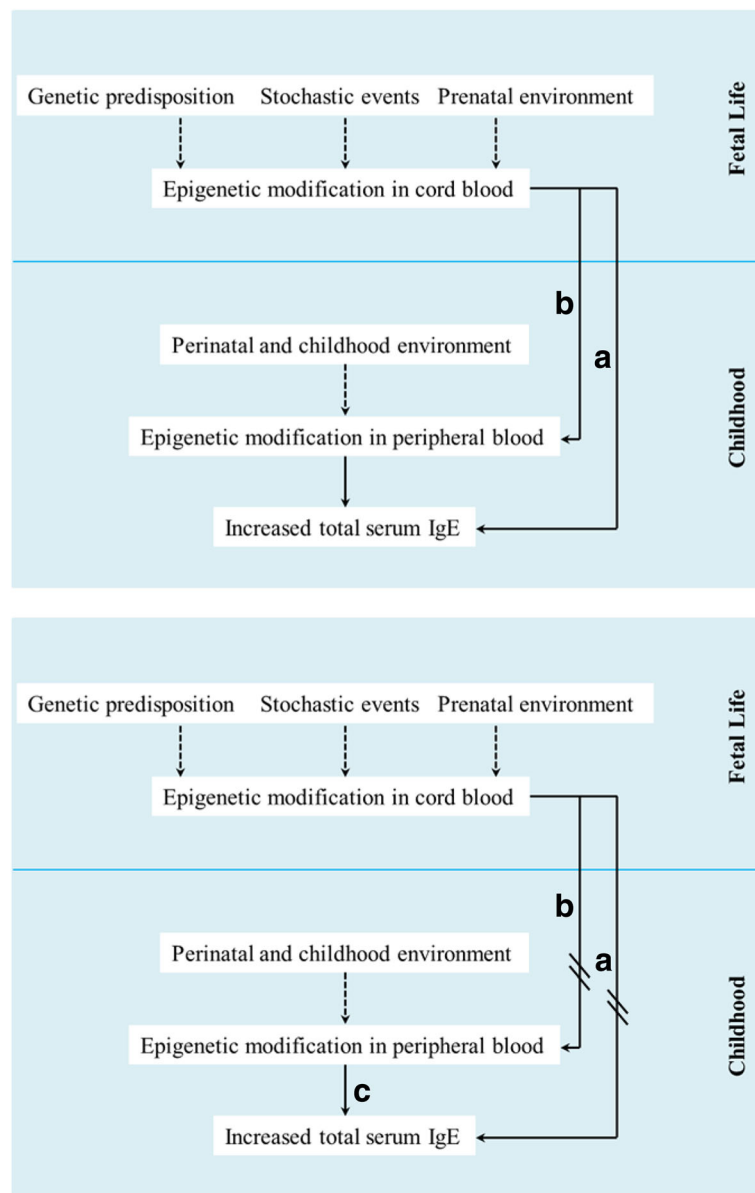 Genetic predisposition Stochastic events Prenatal environment
Fetal Life
Epigenetic modification in cord blood
b
Perinatal and childhood environment
a
Childhood
Epigenetic modification in peripheral blood
Increased total serum IgE
Genetic predisposition Stochastic events Prenatal environment
Fetal Life
Epigenetic modification in cord blood
b
Perinatal and childhood environment
a
Childhood
Epigenetic modification in peripheral blood
c
Increased total serum IgE